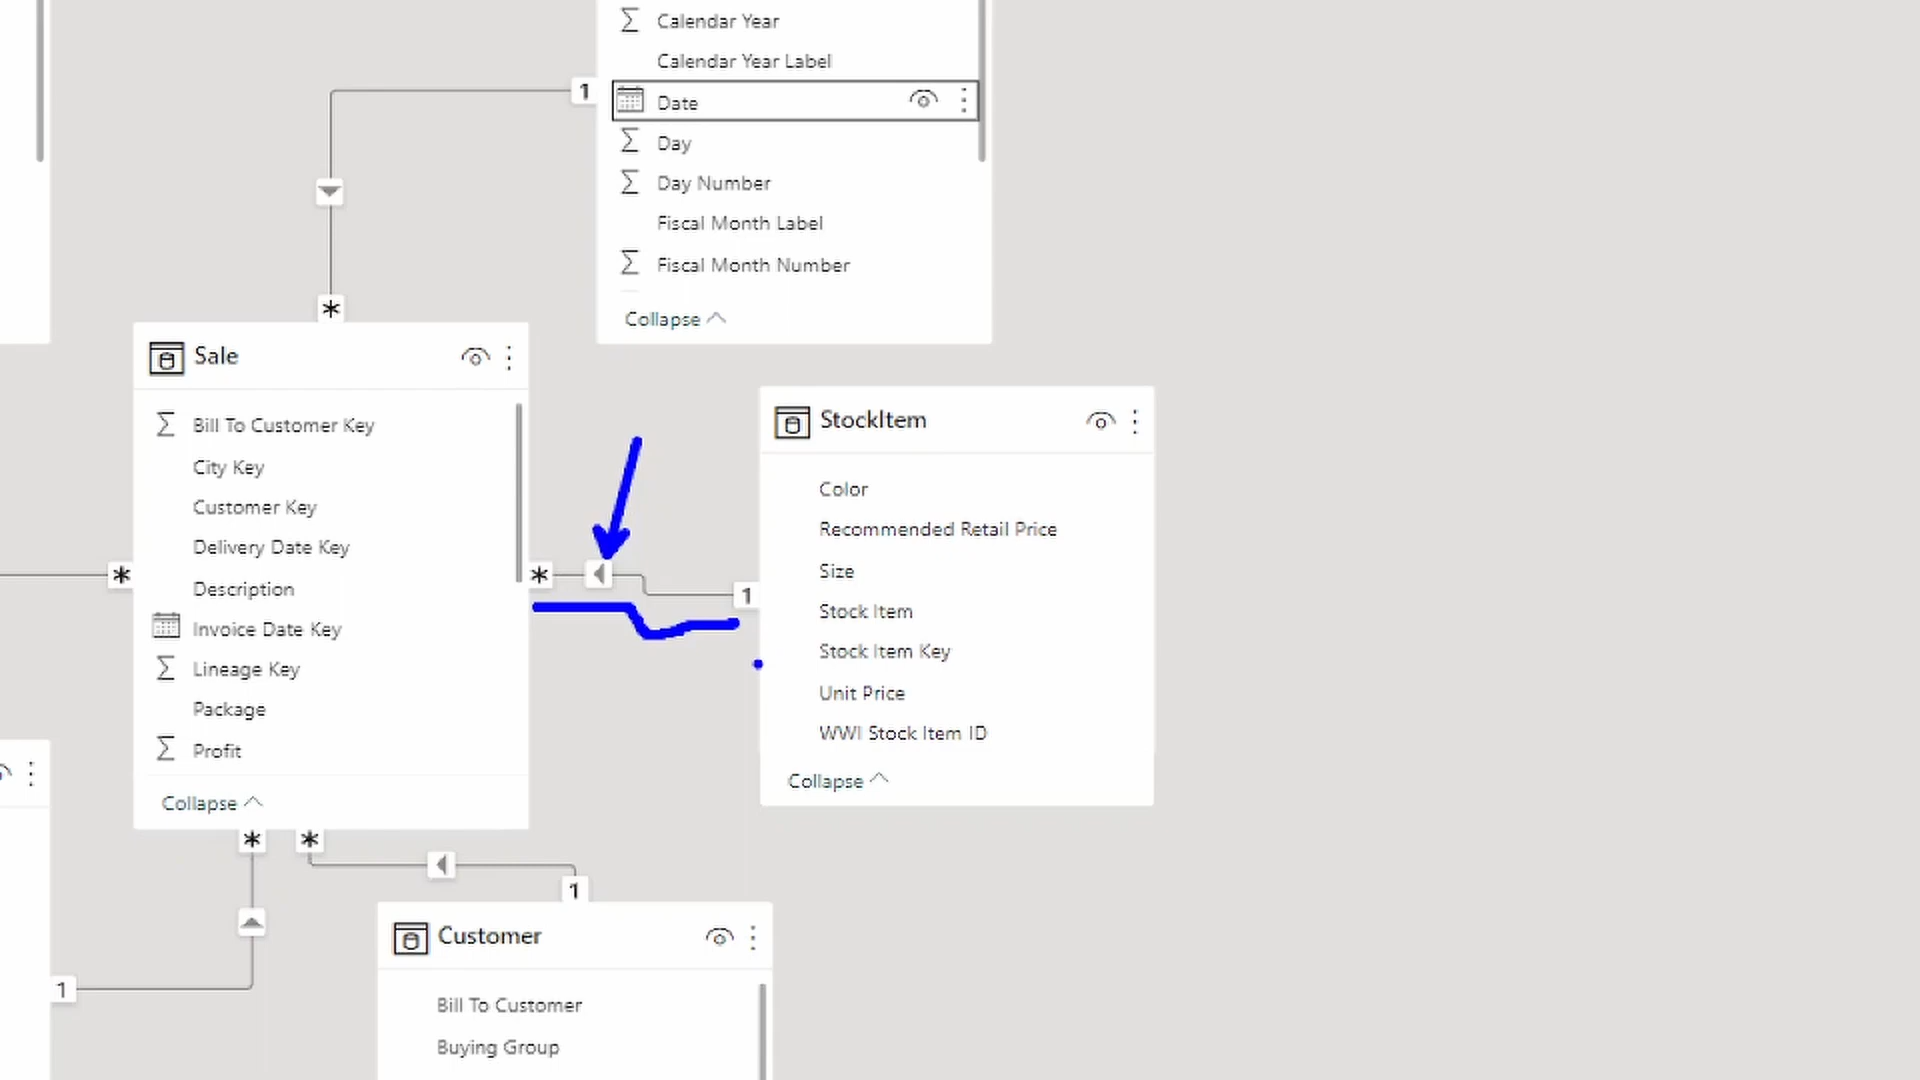 Calendar Year
Calendar Year Label
1
Date
Day
Day Number
Fiscal Month Label
Fiscal Month Number
Collapse
*
Sale
Bill To Customer Key
City Key
Customer Key
Delivery Date Key
Description
Invoice Date Key
Lineage Key
Package
Profit
Collapse
*
*
1
StockItem
Color
Recommended Retail Price
Size
Stock Item
Stock Item Key
Unit Price
WWI Stock Item ID
Collapse
*
*
1
1
Customer
Bill To Customer
Buying Group